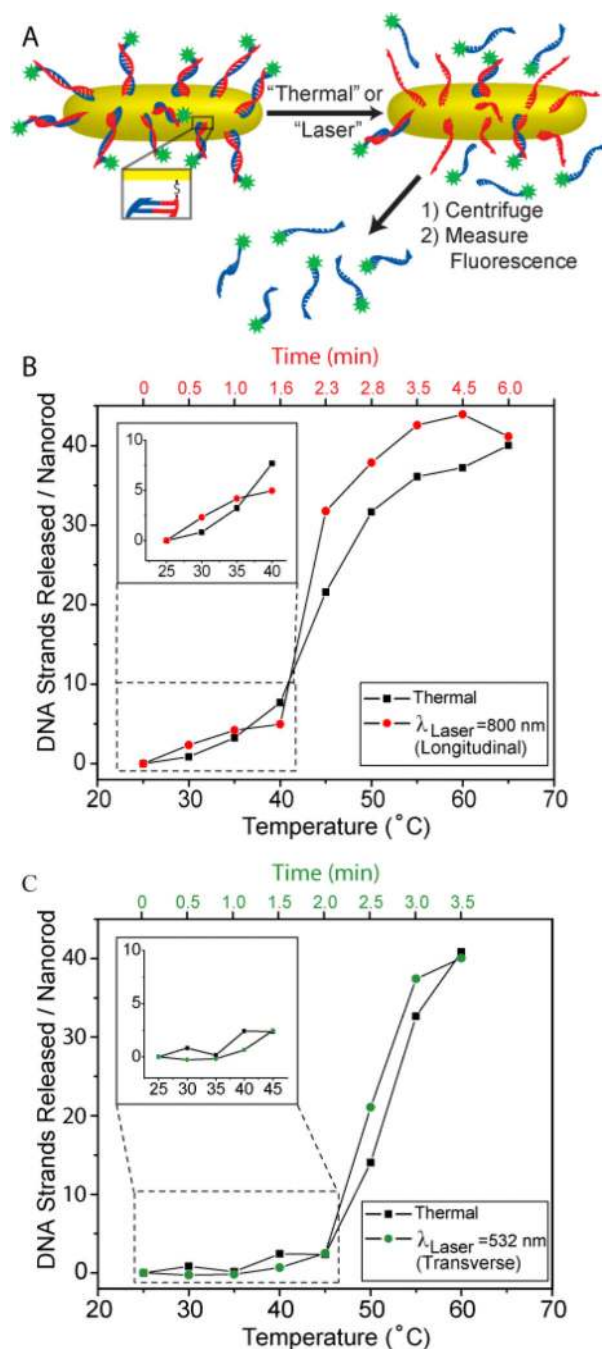 A
"Thermal" or
"Laser"
S
1) Centrifuge
2) Measure
Fluorescence
B
Time (min)
0 0.5 1.0 1.6 2.3 2.8 3.5 4.5 6.0
DNA Strands Released / Nanorod
40
30
20
10
0
10
5
0
25 30 35 40
Thermal
λLaser=800 nm
(Longitudinal)
20 30 40 50 60 70
Temperature (°C)
C
Time (min)
0 0.5 1.0 1.5 2.0 2.5 3.0 3.5
DNA Strands Released / Nanorod
40
30
20
10
0
10
5
0
25 30 35 40 45
Thermal
λLaser=532 nm
(Transverse)
20 30 40 50 60 70
Temperature (°C)